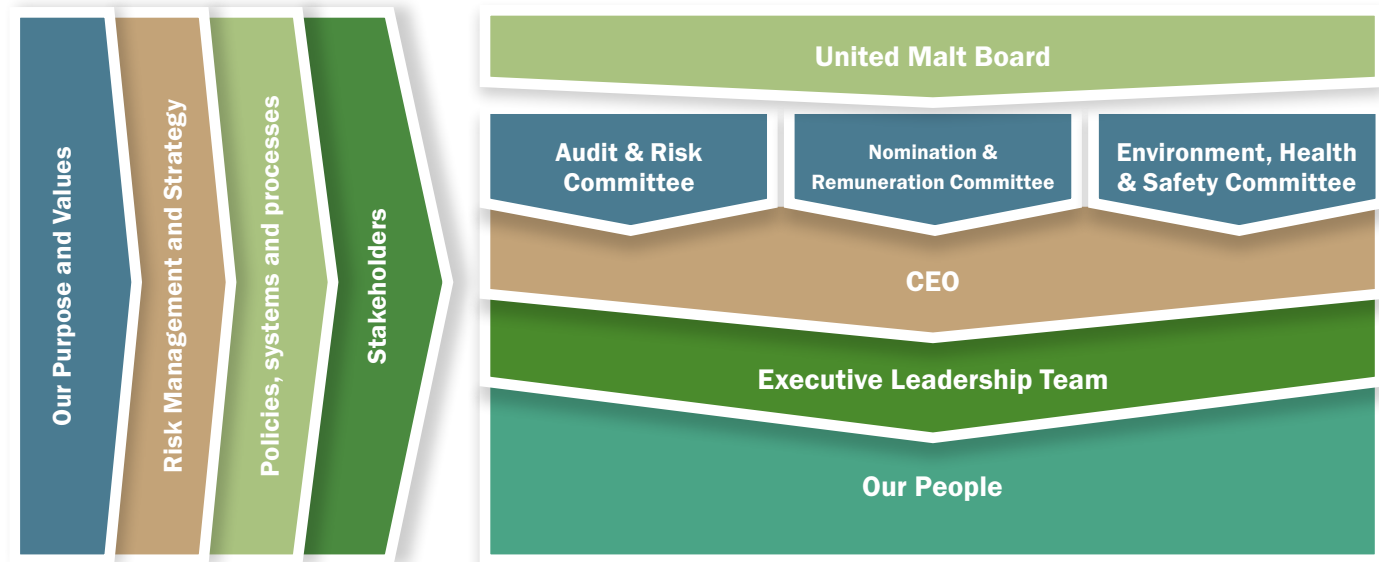 Our Purpose and Values
Risk Management and Strategy
Policies, systems and processes
Stakeholders
United Malt Board
Audit & Risk
Committee
Nomination &
Remuneration Committee
Environment, Health
& Safety Committee
CEO
Executive Leadership Team
Our People